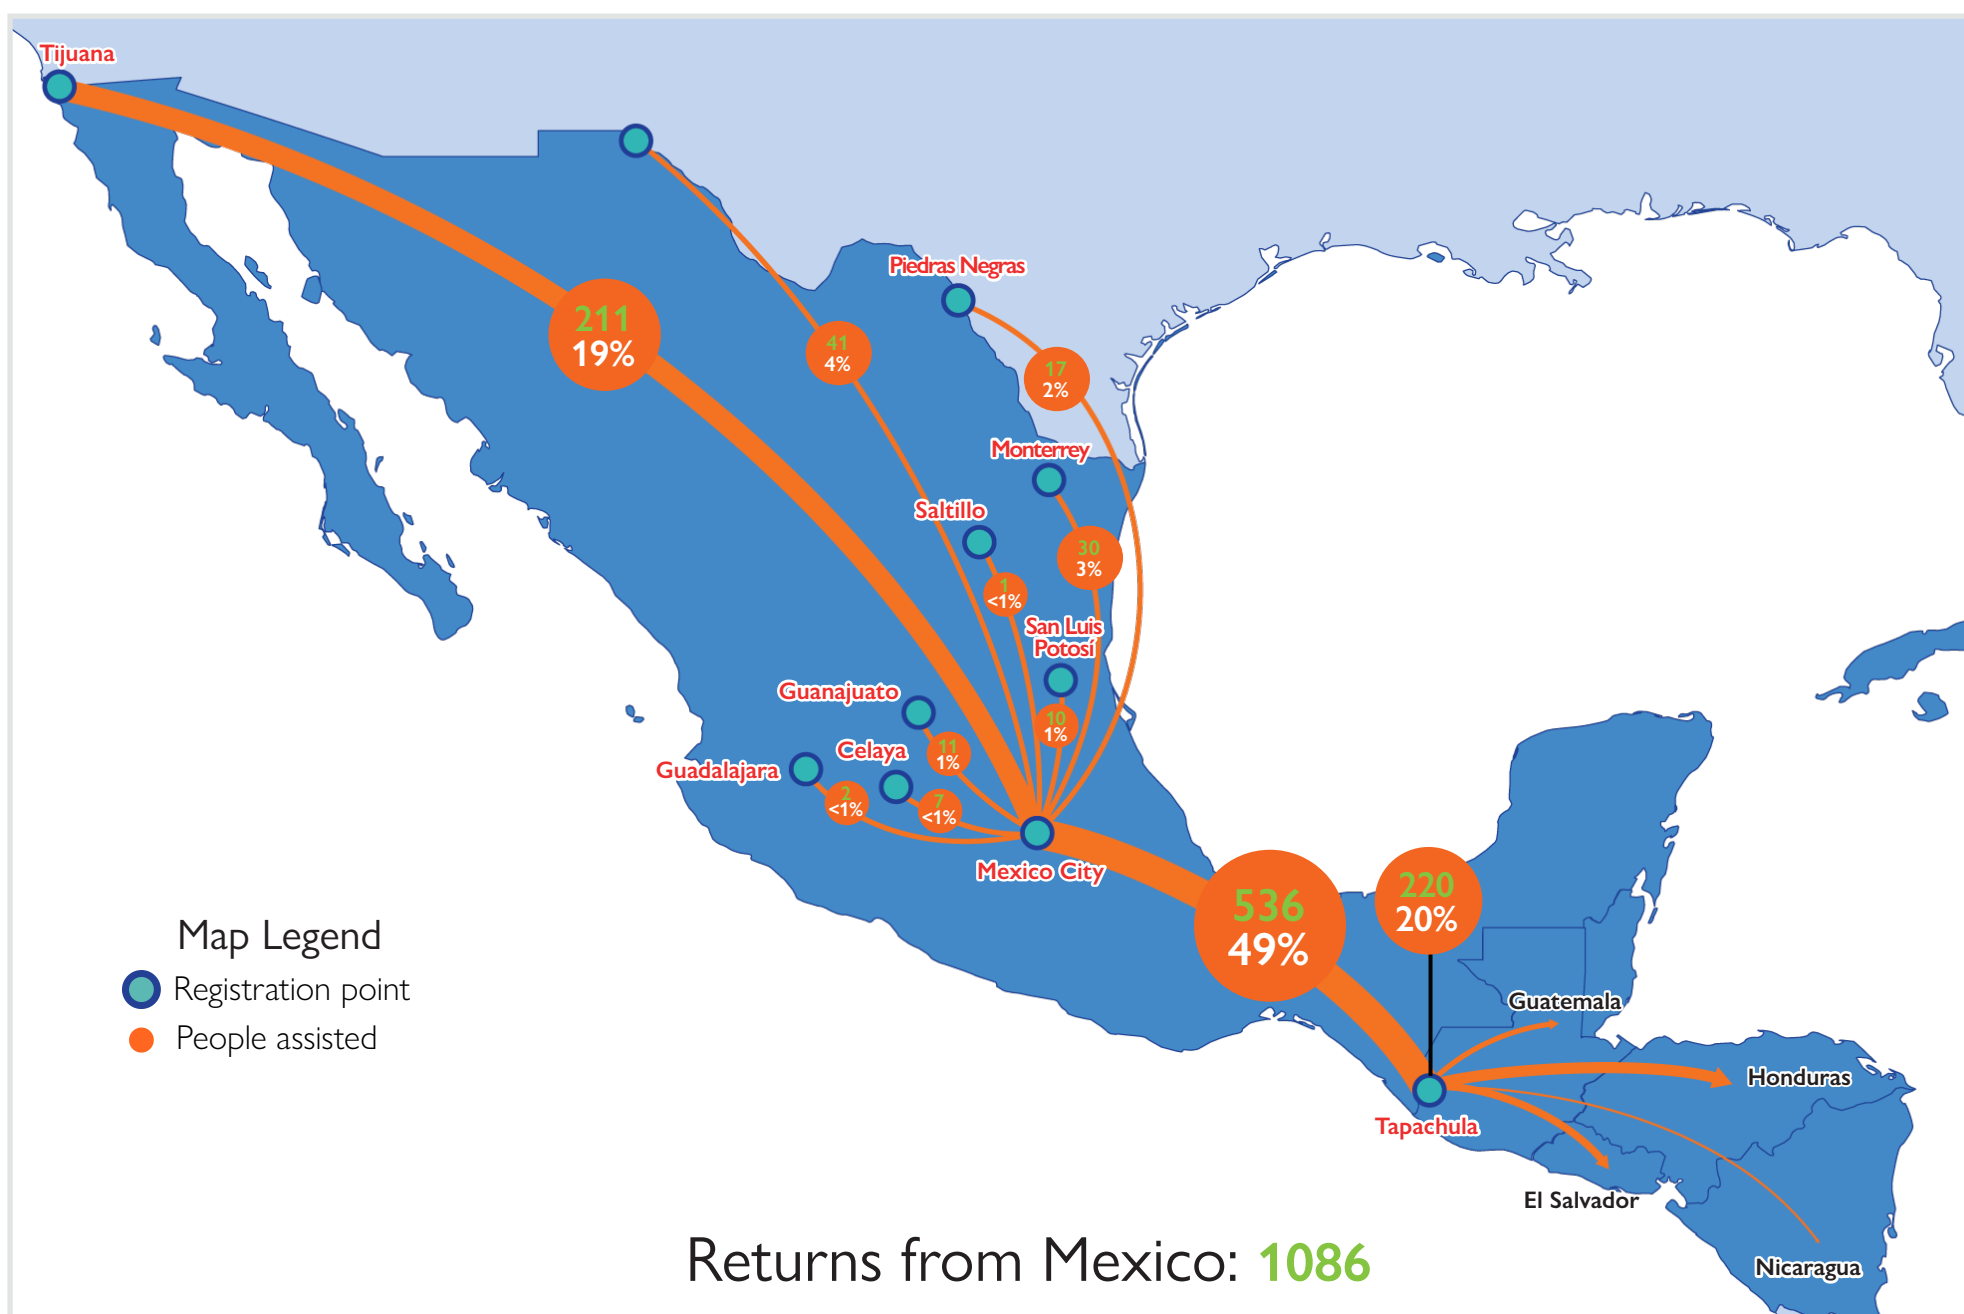 Tijuana
Piedras Negras
211
19%
41
4%
17
2%
Monterrey
Saltillo
30
3%
1
<1%
San Luis
Potosí
Guanajuato
10
1%
11
1%
Celaya
Guadalajara
2
<1%
7
<1%
Mexico City
536
49%
220
20%
Map Legend
Registration point
People assisted
Guatemala
Honduras
Tapachula
El Salvador
Nicaragua
Returns from Mexico: 1086